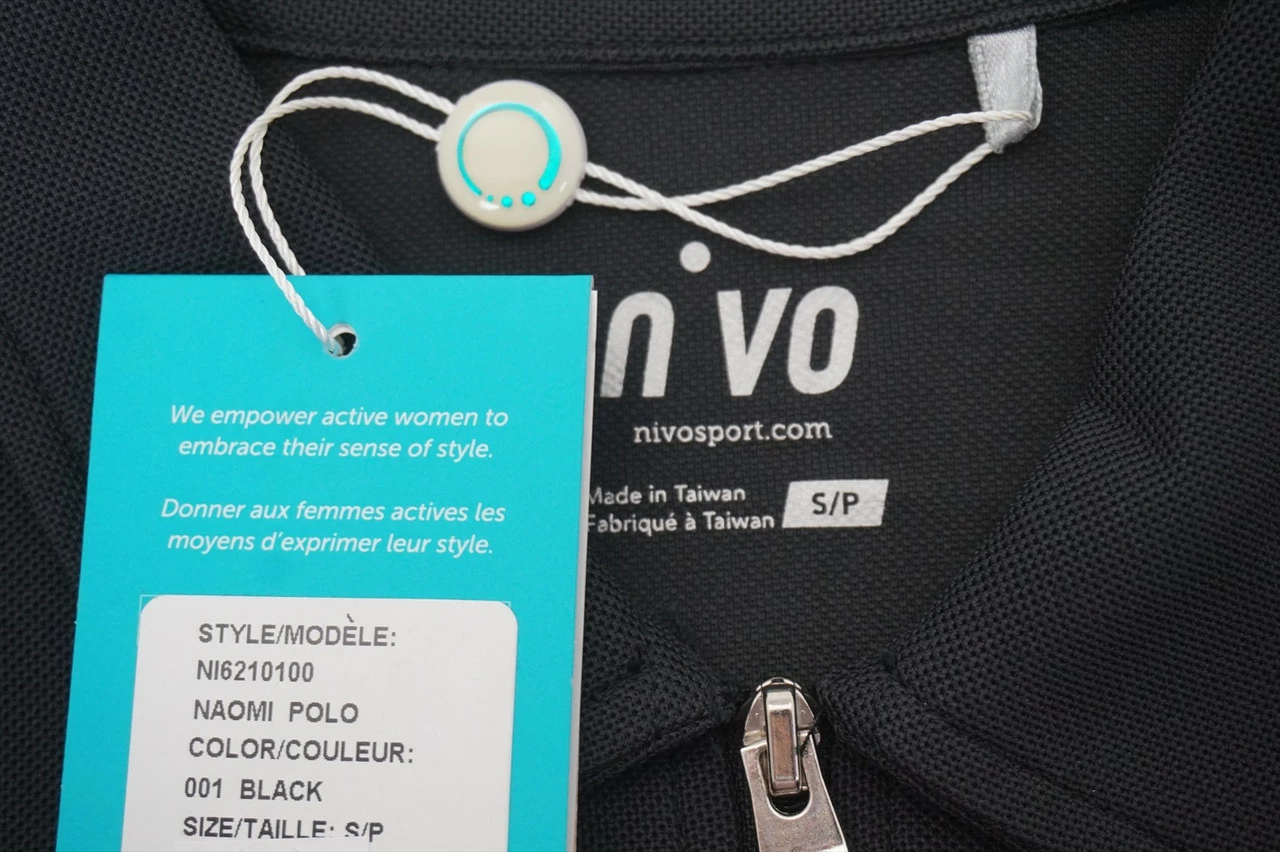 We empower active women to
embrace their sense of style.
Donner aux femmes actives les
moyens d'exprimer leur style.
STYLE/MODÈLE:
NI6210100
NAOMI POLO
COLOR/COULEUR:
001 BLACK
SIZE/TAILLE: S/P
nivo
nivosport.com
Made in Taiwan
Fabriqué à Taiwan
S/P